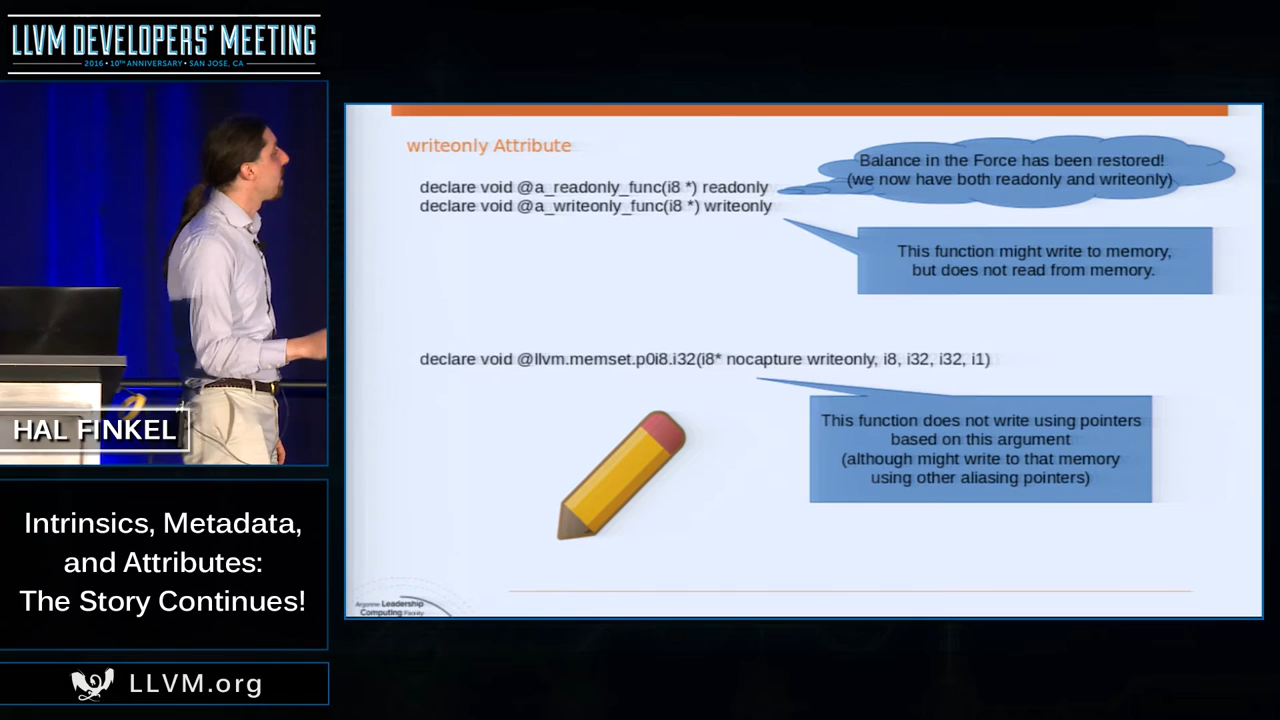 LLVM DEVELOPERS' MEETING
2016 • 10TH ANNIVERSARY • SAN JOSE, CA
HAL FINKEL
Intrinsics, Metadata,
and Attributes:
The Story Continues!
LLVM.org
writeonly Attribute
declare void @a_readonly_func(i8 *) readonly
declare void @a_writeonly_func(i8 *) writeonly
Balance in the Force has been restored!
(we now have both readonly and writeonly)
This function might write to memory,
but does not read from memory.
declare void @llvm.memset.p0i8.i32(i8* nocapture writeonly, i8, i32, i32, i1)
This function does not write using pointers
based on this argument
(although might write to that memory
using other aliasing pointers)
Argonne Leadership
Computing Facility